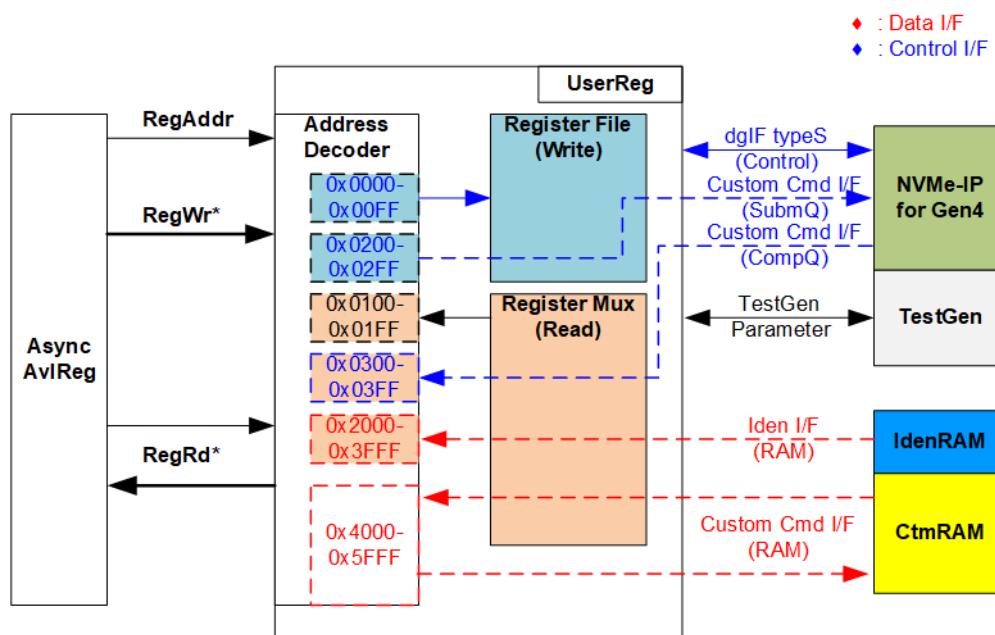 ♦ : Data I/F
♦ : Control I/F
UserReg
RegAddr
Address
Decoder
Register File
(Write)
dgIF typeS
(Control)
NVMe-IP
for Gen4
0x0000-
0x00FF
Custom Cmd I/F
(SubmQ)
RegWr*
0x0200-
0x02FF
Custom Cmd I/F
(CompQ)
0x0100-
0x01FF
Register Mux
(Read)
TestGen
Parameter
TestGen
Async
AvlReg
0x0300-
0x03FF
0x2000-
0x3FFF
Iden I/F
(RAM)
IdenRAM
RegRd*
0x4000-
0x5FFF
Custom Cmd I/F
(RAM)
CtmRAM